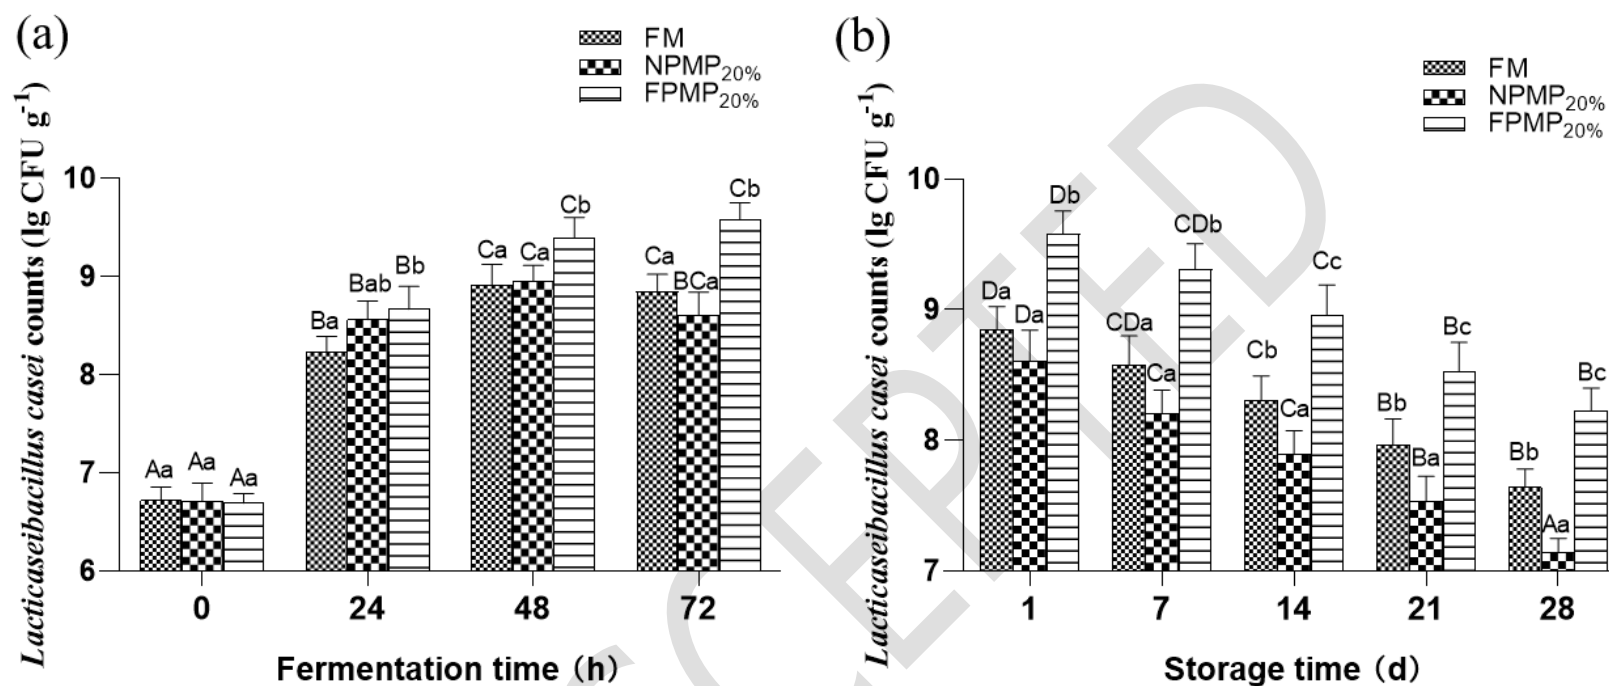 (a)
FM
NPMP20%
FPMP20%
Lacticaseibacillus casei counts (lg CFU g-1)
10
9
8
7
6
Aa Aa Aa
Ba Bab Bb
Ca Ca Cb
Ca BCa Cb
0 24 48 72
Fermentation time (h)
(b)
FM
NPMP20%
FPMP20%
Lacticaseibacillus casei counts (lg CFU g-1)
10
9
8
7
Da Da Db
CDa Ca CDb
Cb Ca Cc
Bb Ba Bc
Bb Aa Bc
1 7 14 21 28
Storage time (d)
CEPTED